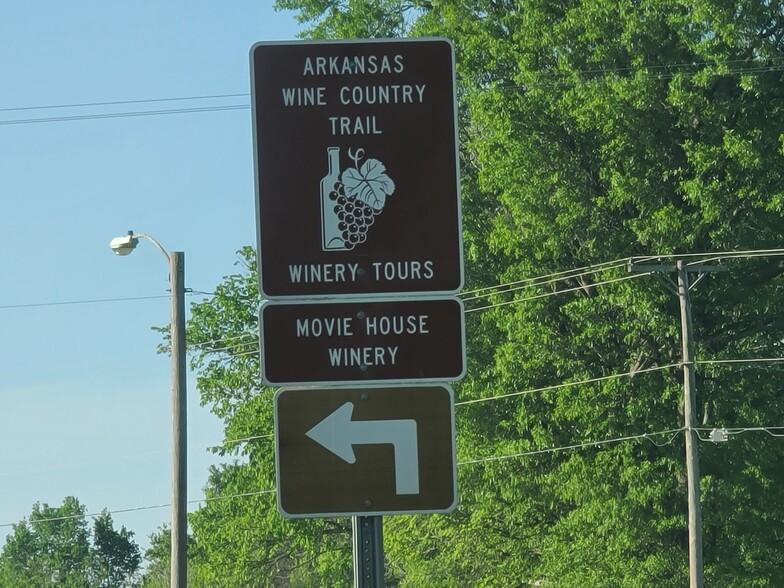 ARKANSAS
WINE COUNTRY
TRAIL
WINERY TOURS
MOVIE HOUSE
WINERY